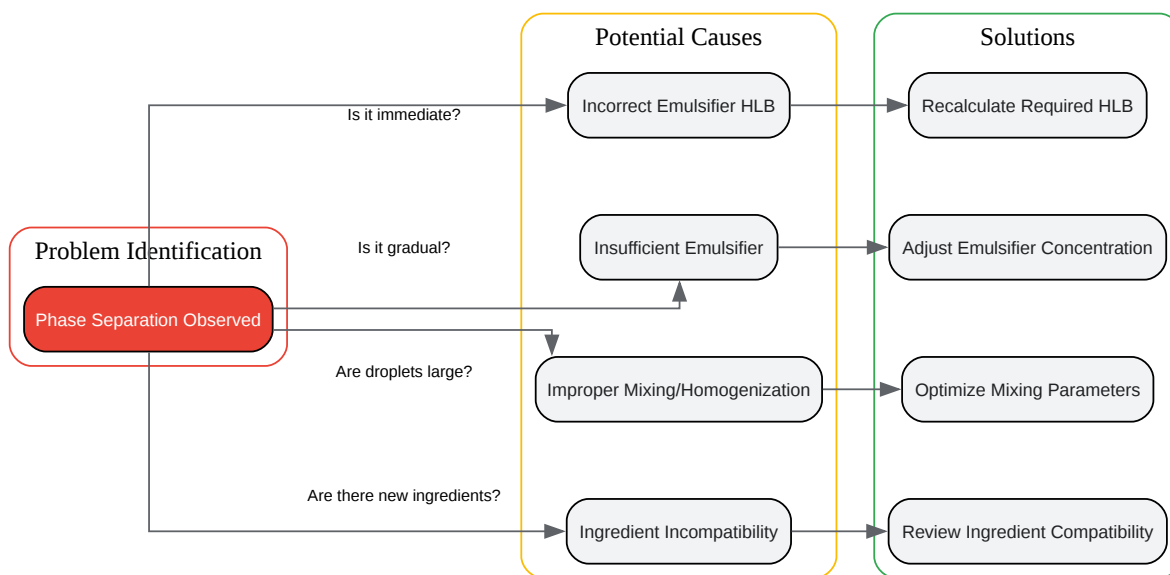 Potential Causes
Solutions
Incorrect Emulsifier HLB
Recalculate Required HLB
Is it immediate?
Problem Identification
Is it gradual?
Insufficient Emulsifier
Adjust Emulsifier Concentration
Phase Separation Observed
Are droplets large?
Improper Mixing/Homogenization
Optimize Mixing Parameters
Are there new ingredients?
Ingredient Incompatibility
Review Ingredient Compatibility